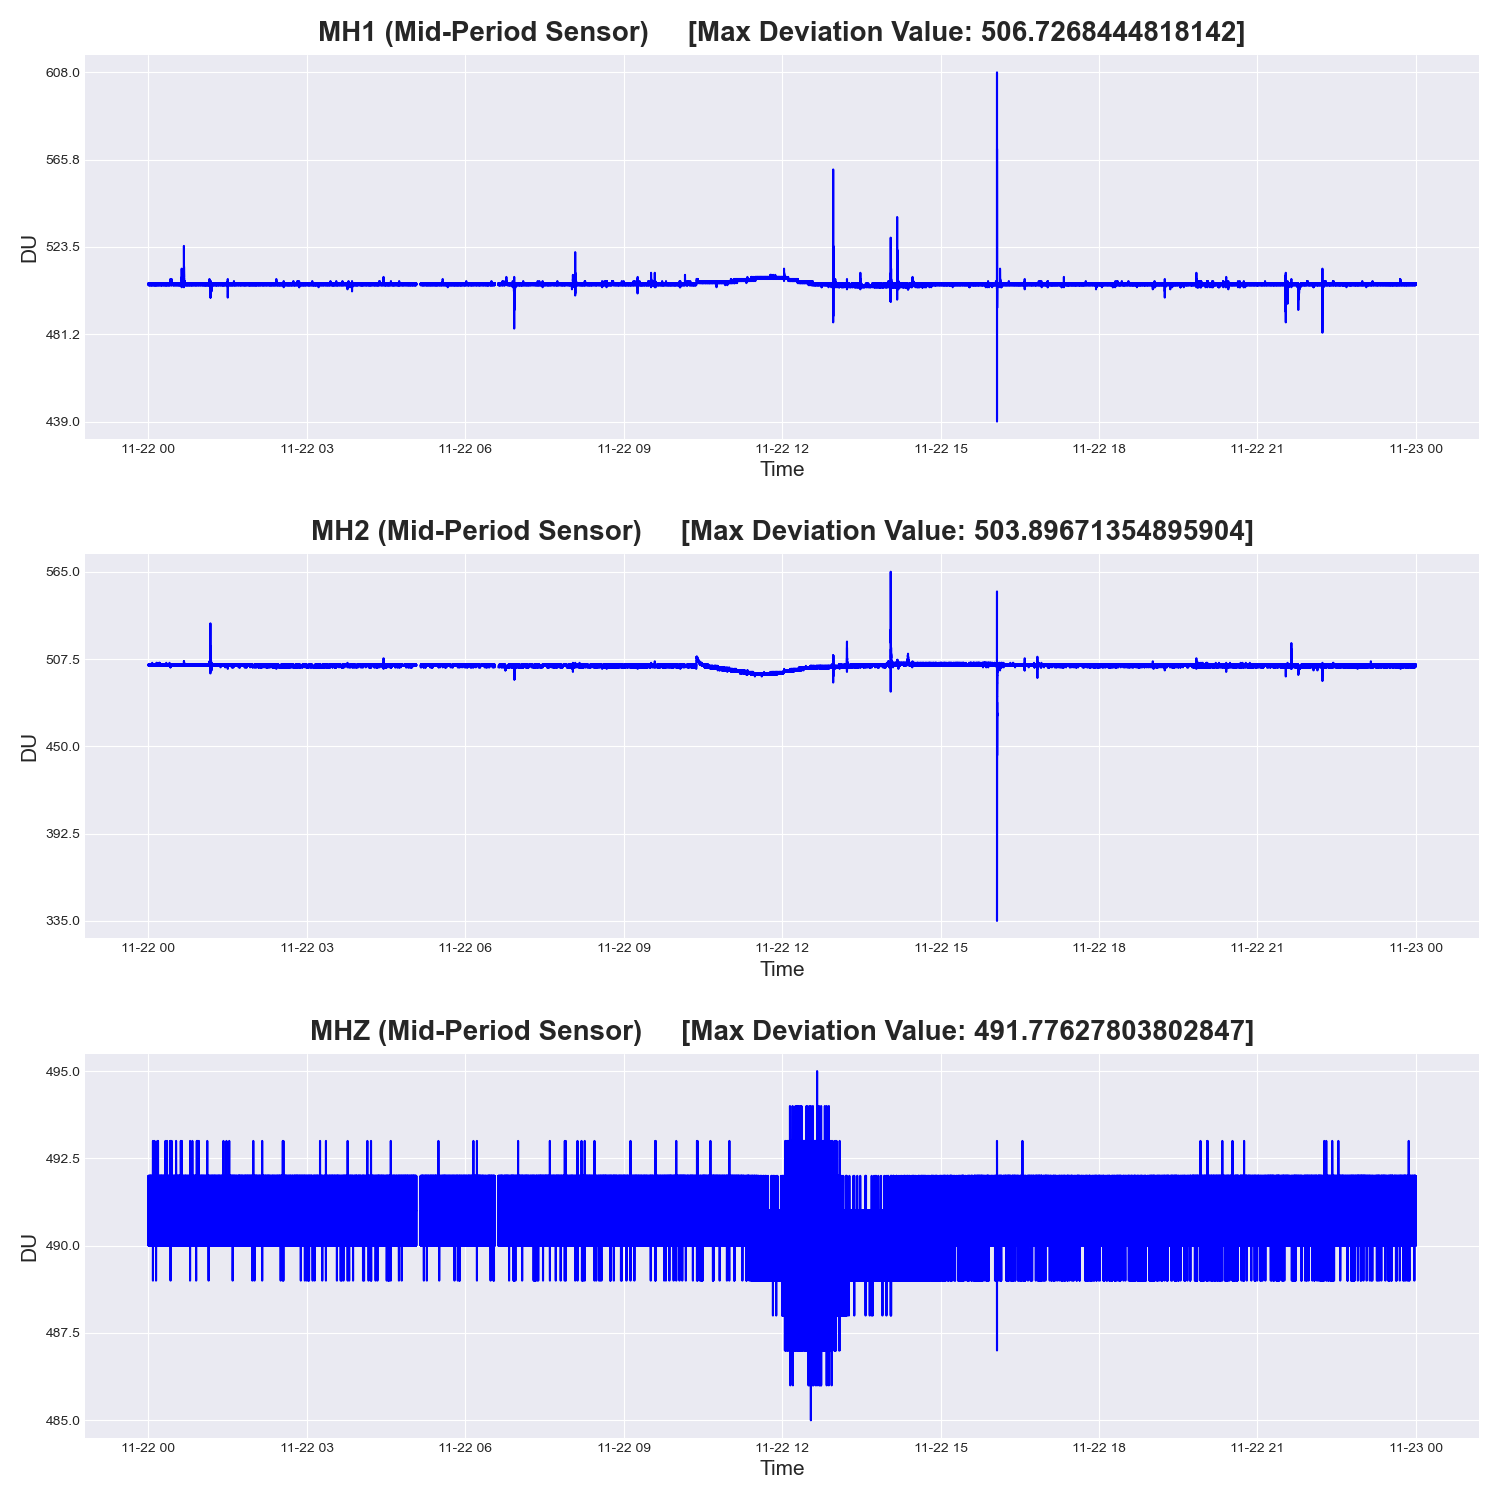 MH1 (Mid-Period Sensor) [Max Deviation Value: 506.7268444818142]
608.0
565.8
523.5
481.2
439.0
DU
11-22 00 11-22 03 11-22 06 11-22 09 11-22 12 11-22 15 11-22 18 11-22 21 11-23 00
Time
MH2 (Mid-Period Sensor) [Max Deviation Value: 503.89671354895904]
565.0
507.5
450.0
392.5
335.0
DU
11-22 00 11-22 03 11-22 06 11-22 09 11-22 12 11-22 15 11-22 18 11-22 21 11-23 00
Time
MHZ (Mid-Period Sensor) [Max Deviation Value: 491.77627803802847]
495.0
492.5
490.0
487.5
485.0
DU
11-22 00 11-22 03 11-22 06 11-22 09 11-22 12 11-22 15 11-22 18 11-22 21 11-23 00
Time